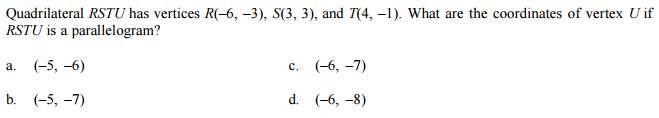 Quadrilateral RSTU has vertices R(–6, –3), S(3, 3), and T(4, –1). What are the coordinates of vertex U if
RSTU is a parallelogram?
a. (–5, –6)
c. (–6, –7)
b. (–5, –7)
d. (–6, –8)